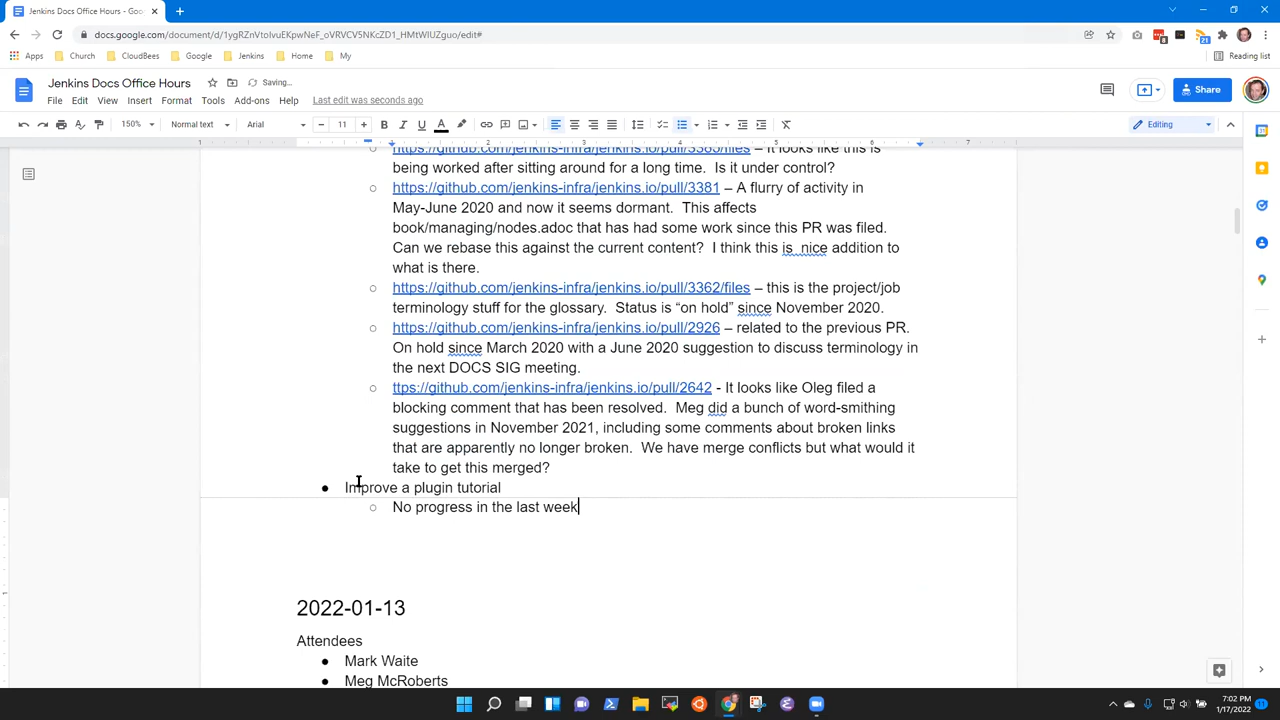 Jenkins Docs Office Hours - Goo
docs.google.com/document/d/1ygRZnVtoIvuEKpwNeF_oVRVCV5NKcZD1_HMtWIUZguo/edit#
Apps Church CloudBees Google Jenkins Home My Reading list
Jenkins Docs Office Hours Saving...
File Edit View Insert Format Tools Add-ons Help Last edit was seconds ago
Share
150% Normal text Arial 11 Editing
1 1 2 3 4 5 6 7
being worked after sitting around for a long time. Is it under control?
https://github.com/jenkins-infra/jenkins.io/pull/3381 – A flurry of activity in
May-June 2020 and now it seems dormant. This affects
book/managing/nodes.adoc that has had some work since this PR was filed.
Can we rebase this against the current content? I think this is nice addition to
what is there.
https://github.com/jenkins-infra/jenkins.io/pull/3362/files – this is the project/job
terminology stuff for the glossary. Status is “on hold” since November 2020.
https://github.com/jenkins-infra/jenkins.io/pull/2926 – related to the previous PR.
On hold since March 2020 with a June 2020 suggestion to discuss terminology in
the next DOCS SIG meeting.
ttps://github.com/jenkins-infra/jenkins.io/pull/2642 - It looks like Oleg filed a
blocking comment that has been resolved. Meg did a bunch of word-smithing
suggestions in November 2021, including some comments about broken links
that are apparently no longer broken. We have merge conflicts but what would it
take to get this merged?
Improve a plugin tutorial
No progress in the last week
2022-01-13
Attendees
Mark Waite
Meg McRoberts
7:02 PM
1/17/2022